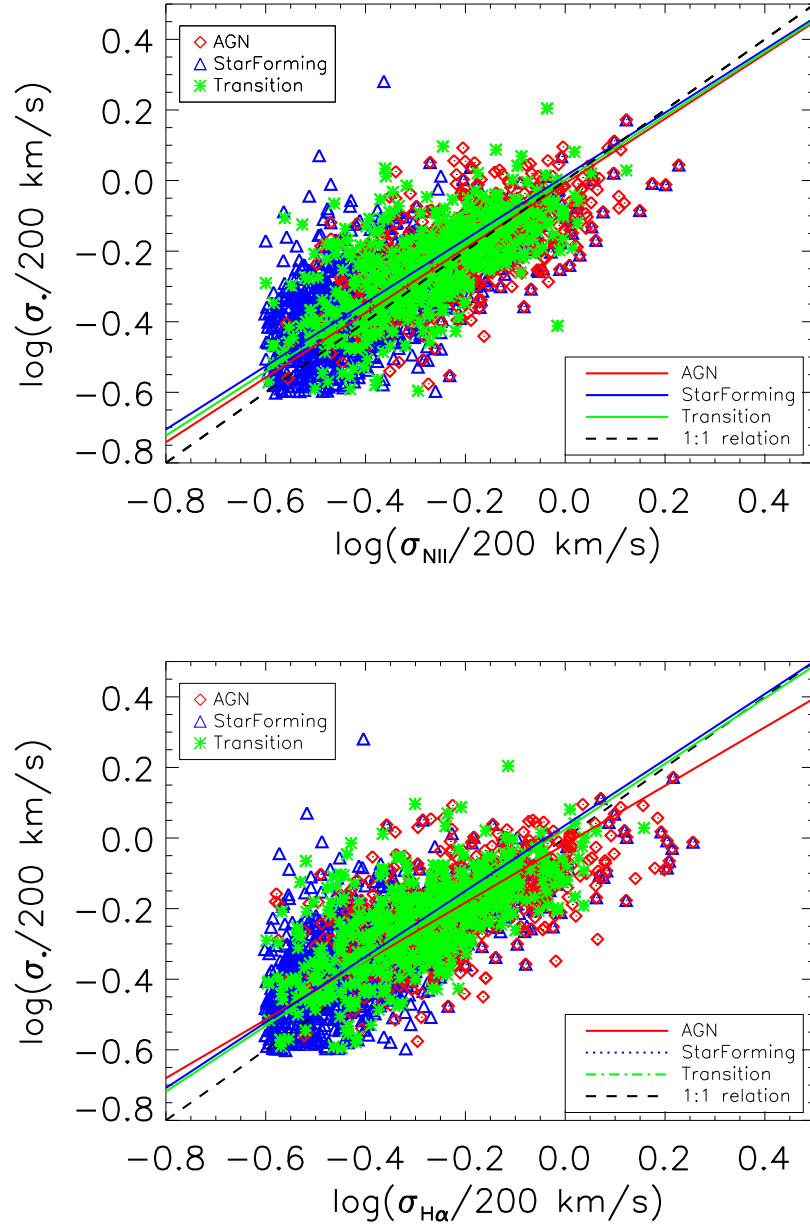 0.4
0.2
0.0
−0.2
−0.4
−0.6
−0.8
log(σ⋆/200 km/s)
AGN
StarForming
Transition
AGN
StarForming
Transition
1:1 relation
−0.8 −0.6 −0.4 −0.2 0.0 0.2 0.4
log(σNII/200 km/s)
0.4
0.2
0.0
−0.2
−0.4
−0.6
−0.8
log(σ⋆/200 km/s)
AGN
StarForming
Transition
AGN
StarForming
Transition
1:1 relation
−0.8 −0.6 −0.4 −0.2 0.0 0.2 0.4
log(σHα/200 km/s)